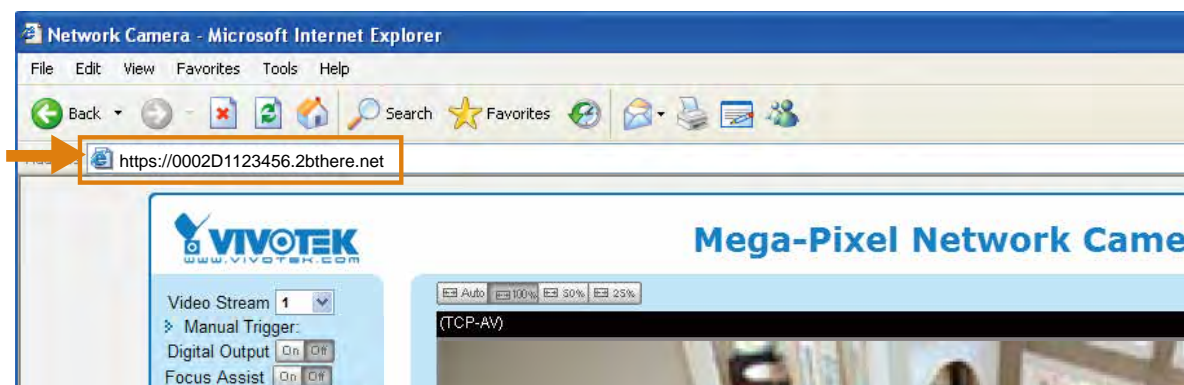 Network Camera - Microsoft Internet Explorer
File Edit View Favorites Tools Help
Back Search Favorites
https://0002D1123456.2bthere.net
VIVOTEK
www.vivotek.com
Mega-Pixel Network Came
Auto 100% 50% 25%
Video Stream 1
(TCP-AV)
Manual Trigger:
Digital Output On Off
Focus Assist On Off